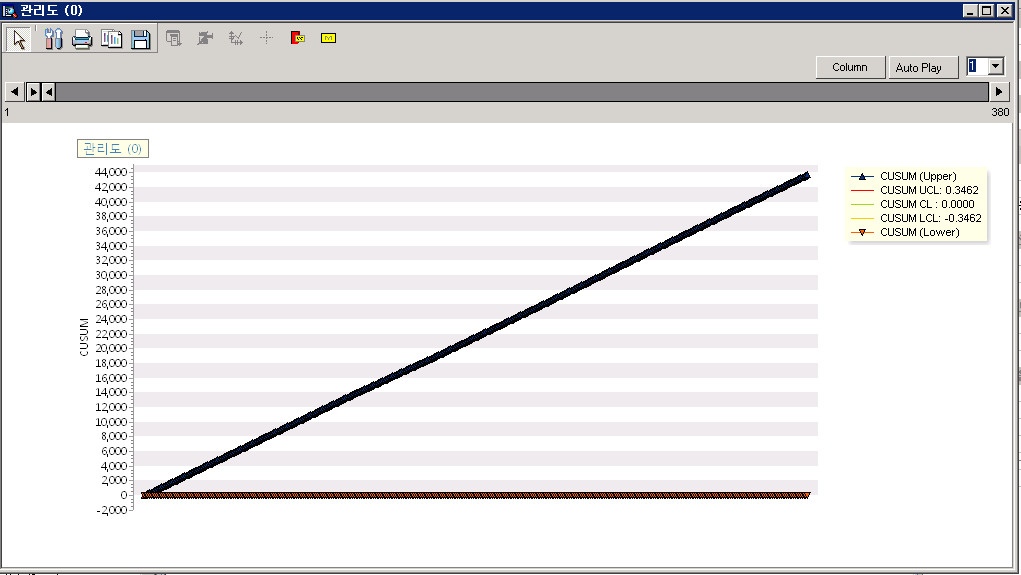 관리도 (0)
Column
Auto Play
1
1
380
관리도 (0)
44,000
42,000
40,000
38,000
36,000
34,000
32,000
30,000
28,000
26,000
24,000
22,000
20,000
18,000
16,000
14,000
12,000
10,000
8,000
6,000
4,000
2,000
0
-2,000
CUSUM
CUSUM (Upper)
CUSUM UCL: 0.3462
CUSUM CL : 0.0000
CUSUM LCL: -0.3462
CUSUM (Lower)